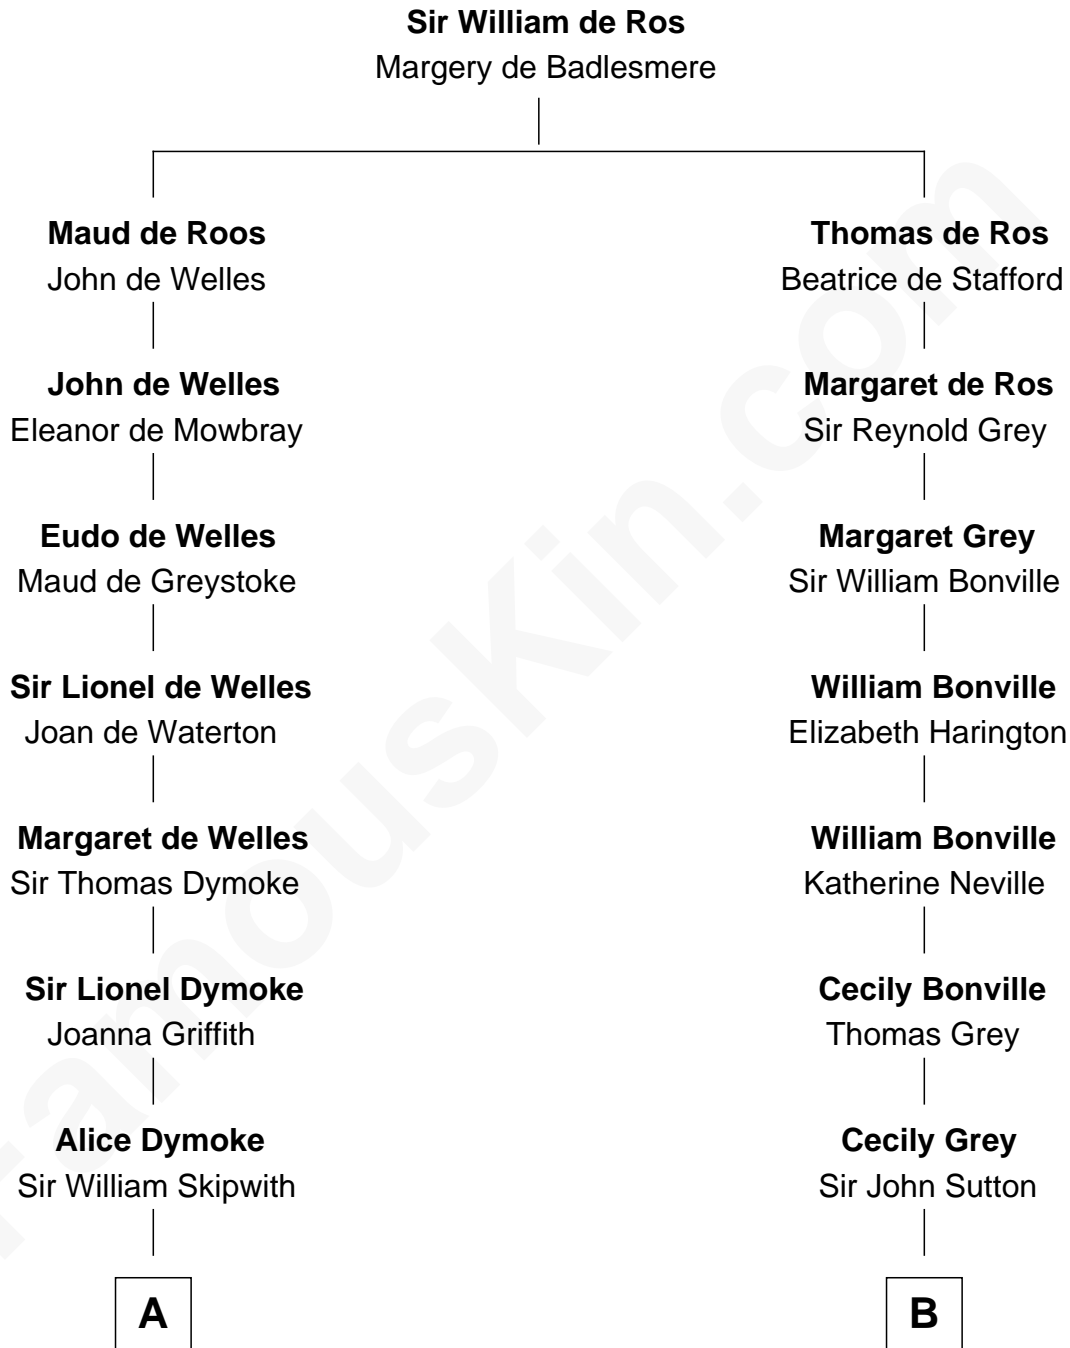 Sir William de Ros
Margery de Badlesmere
Maud de Roos
John de Welles
Thomas de Ros
Beatrice de Stafford
John de Welles
Eleanor de Mowbray
Margaret de Ros
Sir Reynold Grey
Eudo de Welles
Maud de Greystoke
Margaret Grey
Sir William Bonville
Sir Lionel de Welles
Joan de Waterton
William Bonville
Elizabeth Harington
Margaret de Welles
Sir Thomas Dymoke
William Bonville
Katherine Neville
Sir Lionel Dymoke
Joanna Griffith
Cecily Bonville
Thomas Grey
Alice Dymoke
Sir William Skipwith
Cecily Grey
Sir John Sutton
A
B
FamousKin.com